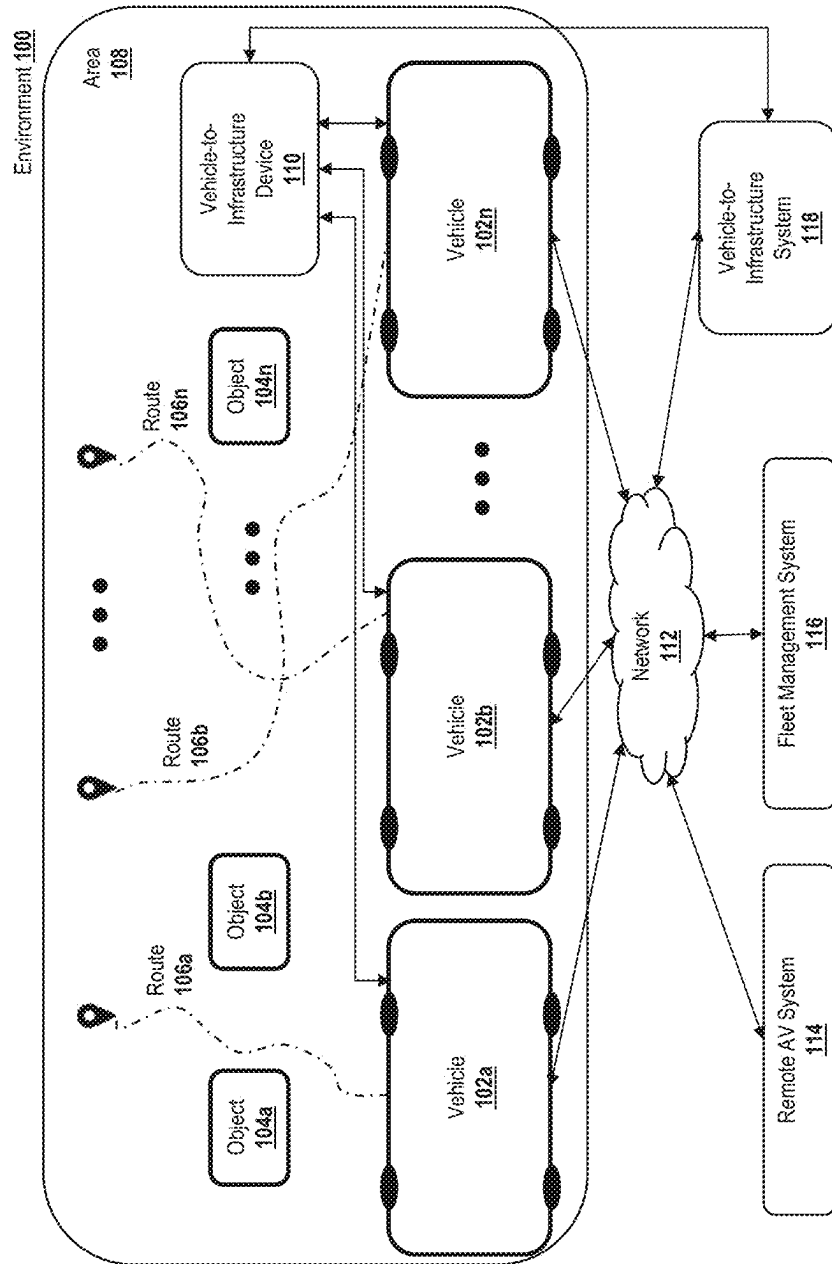 Environment 100
Area
108
Vehicle-to-
Infrastructure
Device
110
Route
106n
Object
104n
Route
106b
Object
104b
Route
106a
Object
104a
Vehicle
102a
Vehicle
102b
Vehicle
102n
Network
112
Remote AV System
114
Fleet Management System
116
Vehicle-to-
Infrastructure
System
118